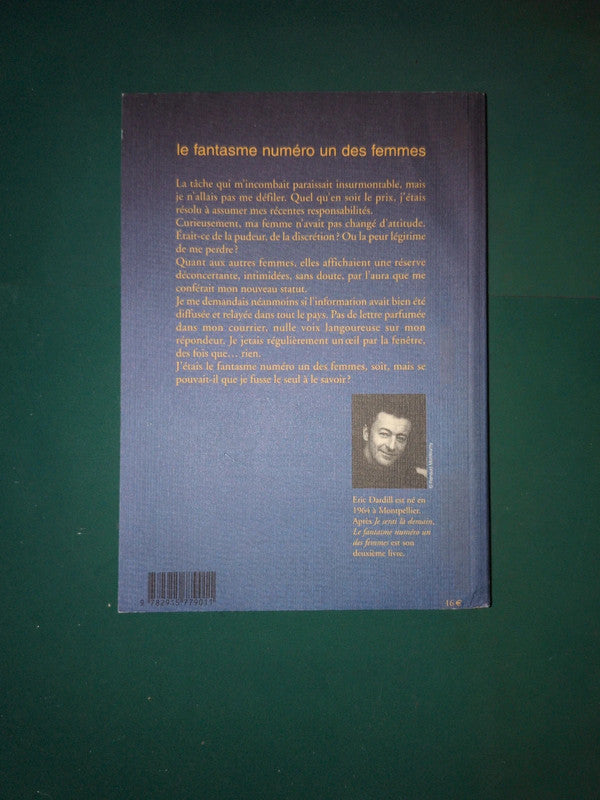 le fantasme numéro un des femmes
La tâche qui m'incombait paraissait insurmontable, mais
je n'allais pas me défiler. Quel qu'en soit le prix, j'étais
résolu à assumer mes récentes responsabilités.
Curieusement, ma femme n'avait pas changé d'attitude.
Était-ce de la pudeur, de la discrétion ? Ou la peur légitime
de me perdre ?
Quant aux autres femmes, elles affichaient une réserve
déconcertante, intimidées, sans doute, par l'aura que me
conférait mon nouveau statut.
Je me demandais néanmoins si l'information avait bien été
diffusée et relayée dans tout le pays. Pas de lettre parfumée
dans mon courrier, nulle voix langoureuse sur mon
répondeur. Je jetais régulièrement un œil par la fenêtre,
des fois que… rien.
J'étais le fantasme numéro un des femmes, soit, mais se
pouvait-il que je fusse le seul à le savoir ?
Eric Dardill est né en
1964 à Montpellier.
Après Je serai là demain,
Le fantasme numéro un
des femmes est son
deuxième livre.
16 €